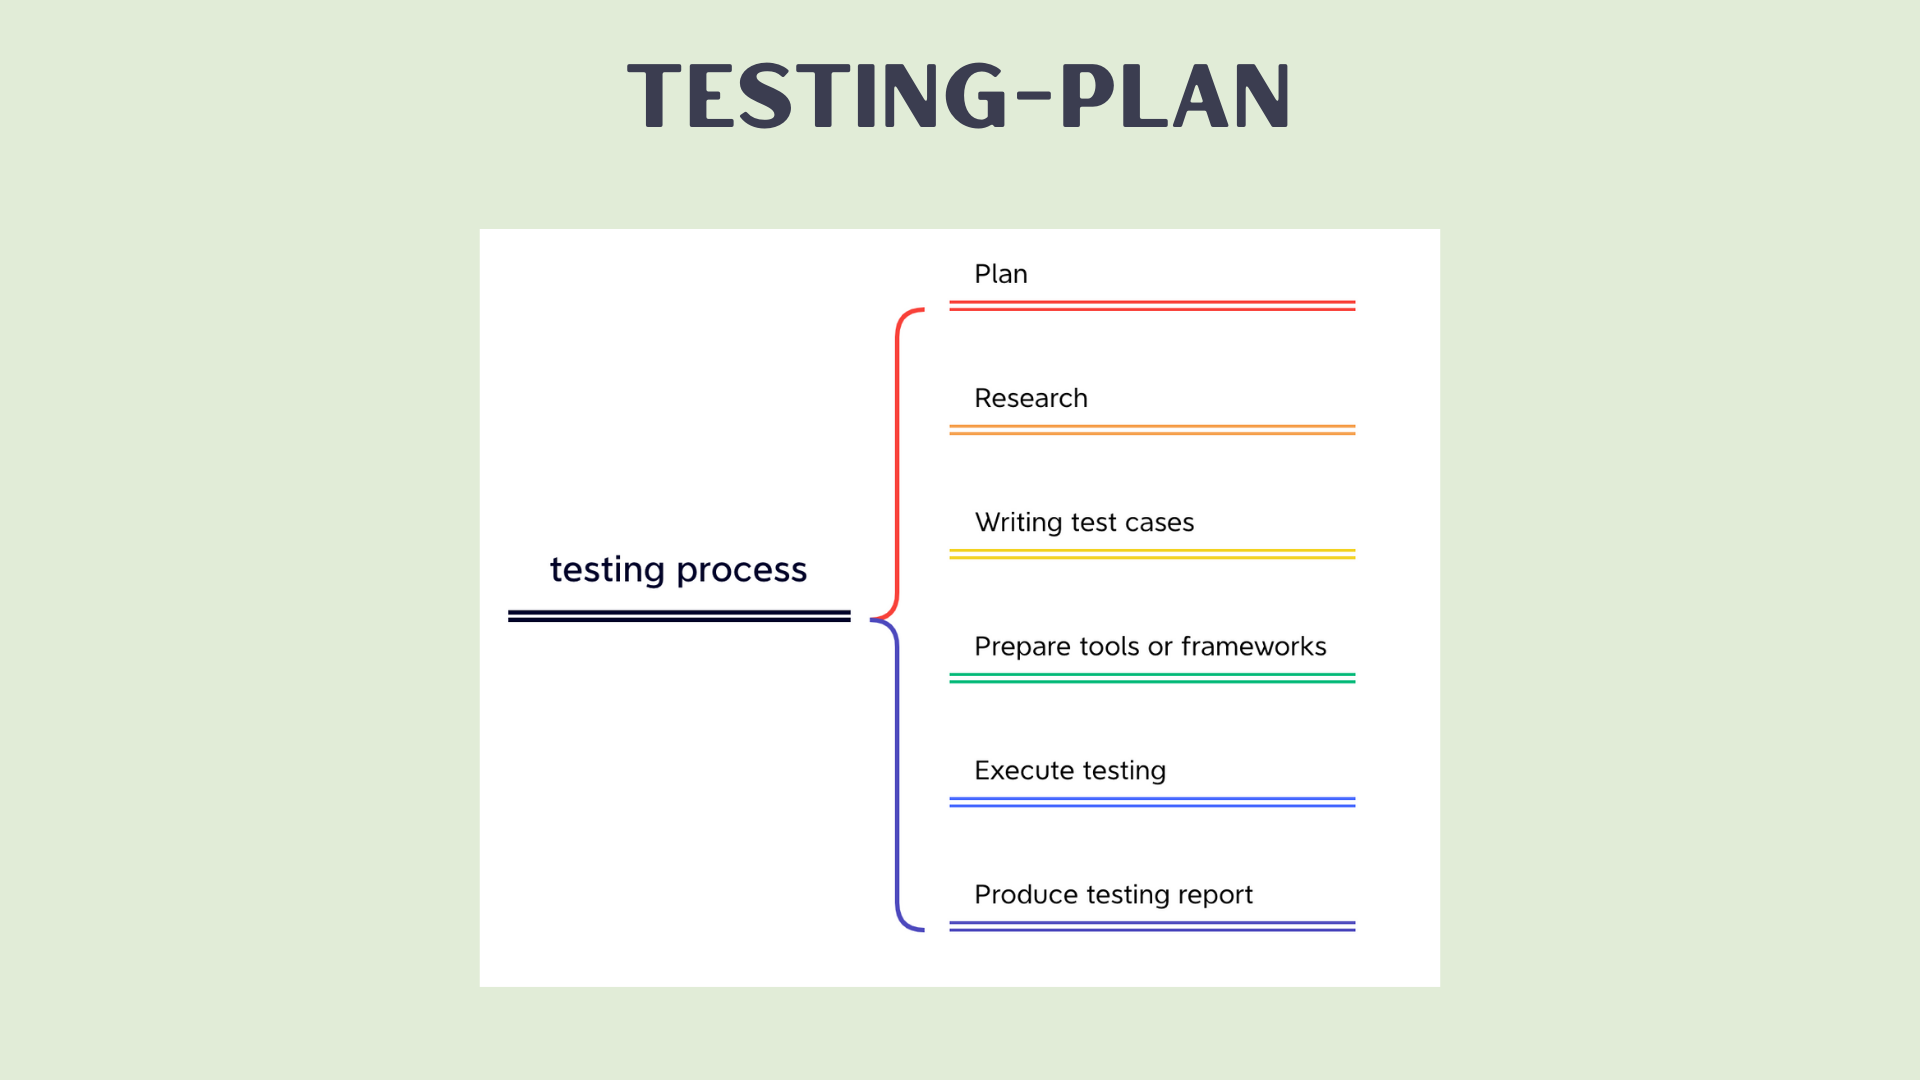 TESTING-PLAN
testing process
Plan
Research
Writing test cases
Prepare tools or frameworks
Execute testing
Produce testing report